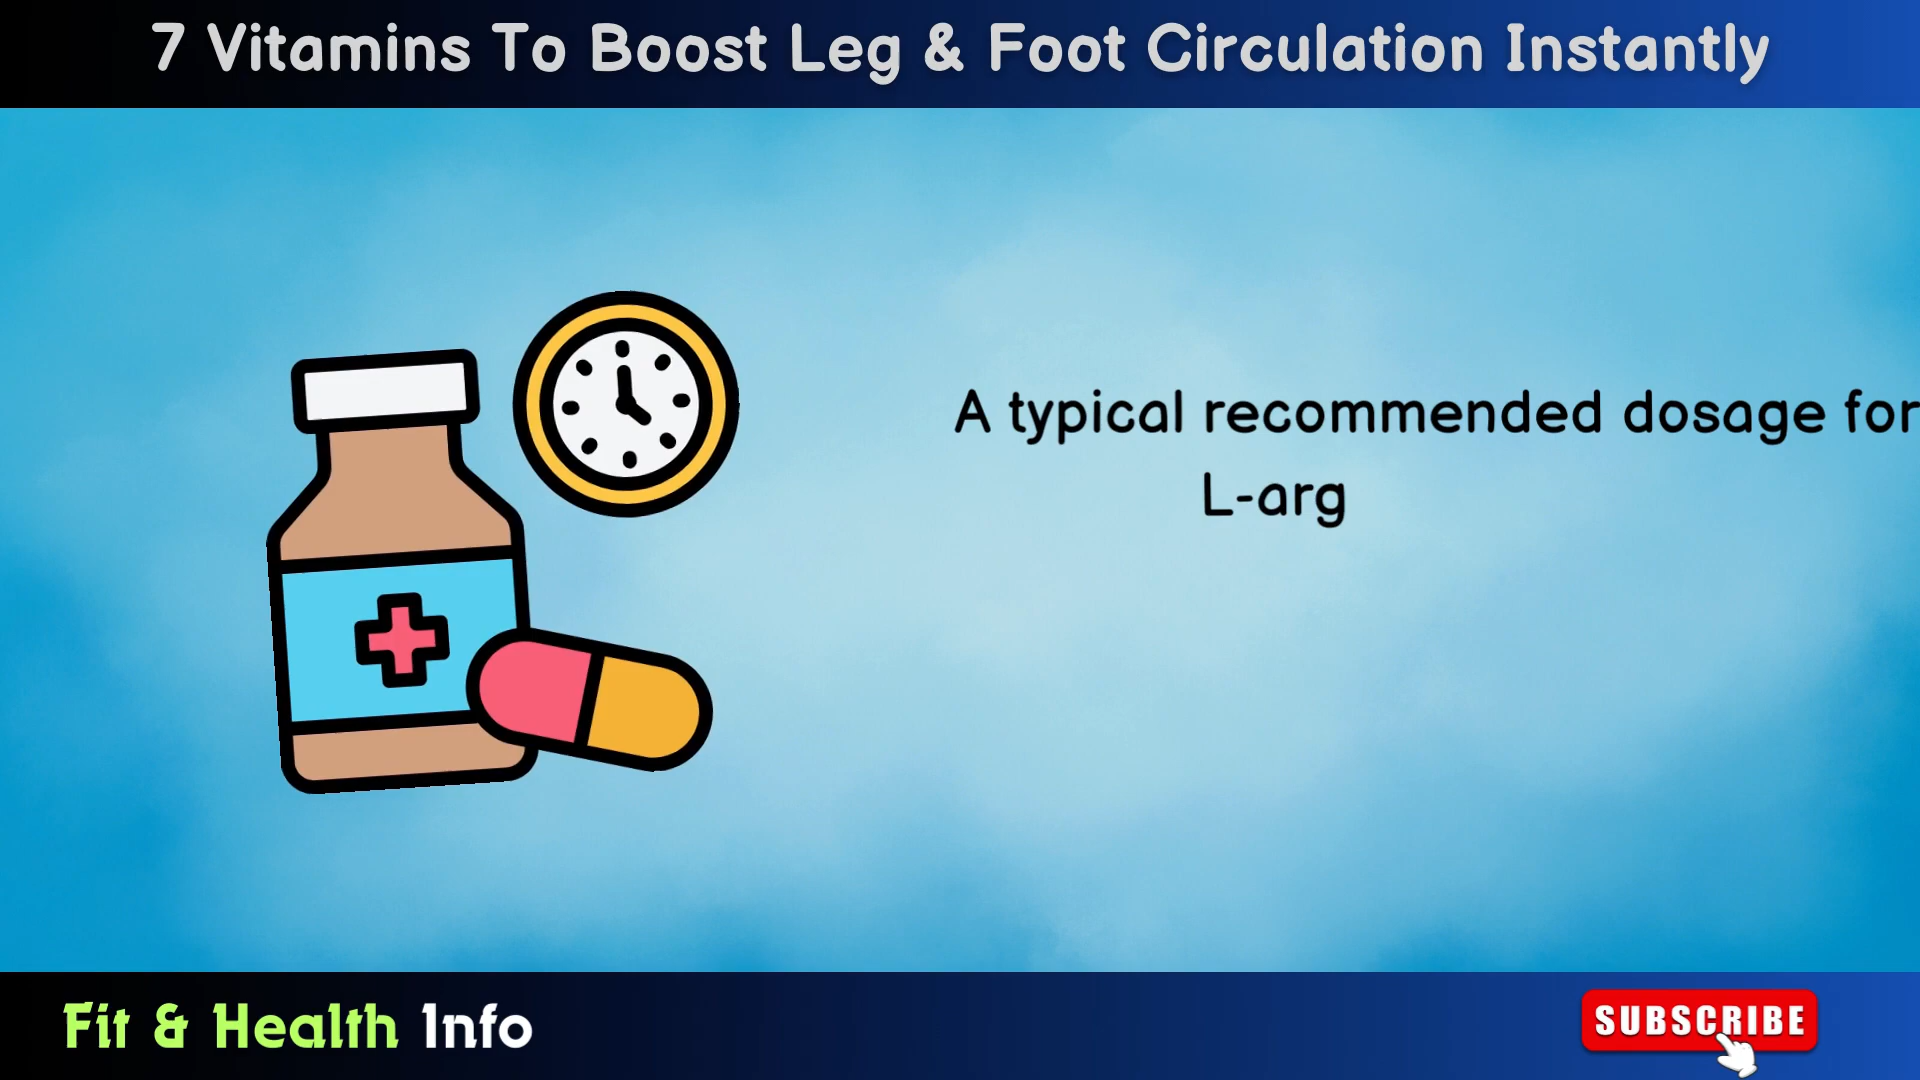 7 Vitamins To Boost Leg & Foot Circulation Instantly
A typical recommended dosage for
L-arg
Fit & Health Info
SUBSCRIBE